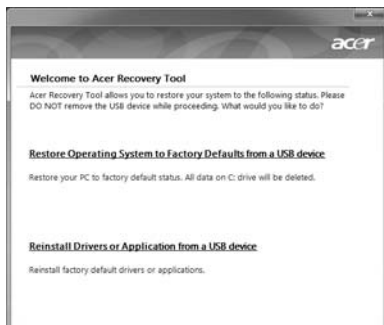 acer
Welcome to Acer Recovery Tool
Acer Recovery Tool allows you to restore your system to the following status. Please
DO NOT remove the USB device while proceeding. What would you like to do?
Restore Operating System to Factory Defaults from a USB device
Restore your PC to factory default status. All data on C: drive will be deleted.
Reinstall Drivers or Application from a USB device
Reinstall factory default drivers or applications.